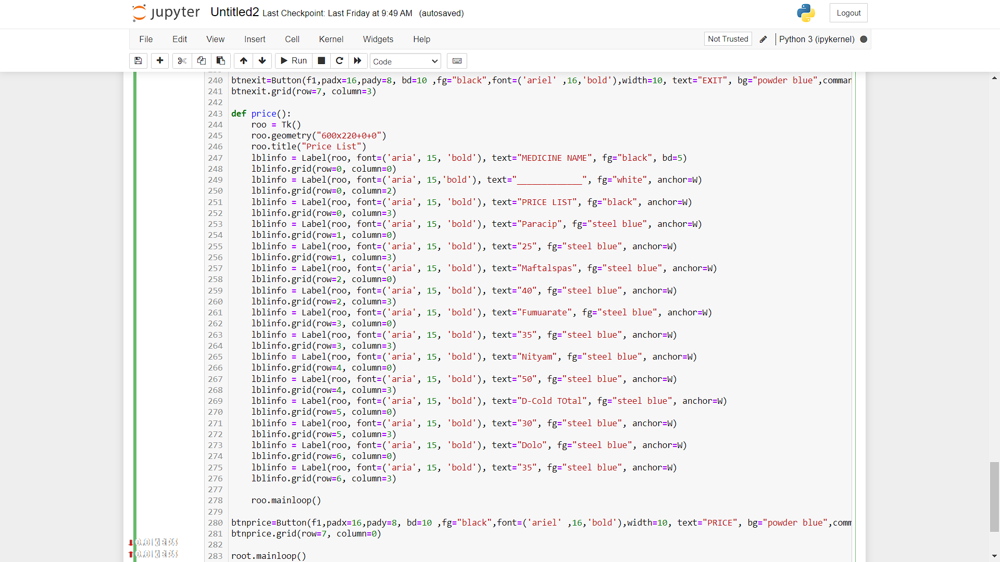 jupyter Untitled2 Last Checkpoint: Last Friday at 9:49 AM (autosaved)
Logout
File Edit View Insert Cell Kernel Widgets Help
Not Trusted
Python 3 (ipykernel)
Run
Code
240 btnexit=Button(f1,padx=16,pady=8, bd=10 ,fg="black",font=('ariel' ,16,'bold'),width=10, text="EXIT", bg="powder blue",comman
241 btnexit.grid(row=7, column=3)
242
243 def price():
244     roo = Tk()
245     roo.geometry("600x220+0+0")
246     roo.title("Price List")
247     lblinfo = Label(roo, font=('aria', 15, 'bold'), text="MEDICINE NAME", fg="black", bd=5)
248     lblinfo.grid(row=0, column=0)
249     lblinfo = Label(roo, font=('aria', 15,'bold'), text="_____________", fg="white", anchor=W)
250     lblinfo.grid(row=0, column=2)
251     lblinfo = Label(roo, font=('aria', 15, 'bold'), text="PRICE LIST", fg="black", anchor=W)
252     lblinfo.grid(row=0, column=3)
253     lblinfo = Label(roo, font=('aria', 15, 'bold'), text="Paracip", fg="steel blue", anchor=W)
254     lblinfo.grid(row=1, column=0)
255     lblinfo = Label(roo, font=('aria', 15, 'bold'), text="25", fg="steel blue", anchor=W)
256     lblinfo.grid(row=1, column=3)
257     lblinfo = Label(roo, font=('aria', 15, 'bold'), text="Maftalspas", fg="steel blue", anchor=W)
258     lblinfo.grid(row=2, column=0)
259     lblinfo = Label(roo, font=('aria', 15, 'bold'), text="40", fg="steel blue", anchor=W)
260     lblinfo.grid(row=2, column=3)
261     lblinfo = Label(roo, font=('aria', 15, 'bold'), text="Fumuarate", fg="steel blue", anchor=W)
262     lblinfo.grid(row=3, column=0)
263     lblinfo = Label(roo, font=('aria', 15, 'bold'), text="35", fg="steel blue", anchor=W)
264     lblinfo.grid(row=3, column=3)
265     lblinfo = Label(roo, font=('aria', 15, 'bold'), text="Nityam", fg="steel blue", anchor=W)
266     lblinfo.grid(row=4, column=0)
267     lblinfo = Label(roo, font=('aria', 15, 'bold'), text="50", fg="steel blue", anchor=W)
268     lblinfo.grid(row=4, column=3)
269     lblinfo = Label(roo, font=('aria', 15, 'bold'), text="D-Cold TOtal", fg="steel blue", anchor=W)
270     lblinfo.grid(row=5, column=0)
271     lblinfo = Label(roo, font=('aria', 15, 'bold'), text="30", fg="steel blue", anchor=W)
272     lblinfo.grid(row=5, column=3)
273     lblinfo = Label(roo, font=('aria', 15, 'bold'), text="Dolo", fg="steel blue", anchor=W)
274     lblinfo.grid(row=6, column=0)
275     lblinfo = Label(roo, font=('aria', 15, 'bold'), text="35", fg="steel blue", anchor=W)
276     lblinfo.grid(row=6, column=3)
277
278     roo.mainloop()
279
280 btnprice=Button(f1,padx=16,pady=8, bd=10 ,fg="black",font=('ariel' ,16,'bold'),width=10, text="PRICE", bg="powder blue",comm
281 btnprice.grid(row=7, column=0)
282
283 root.mainloop()